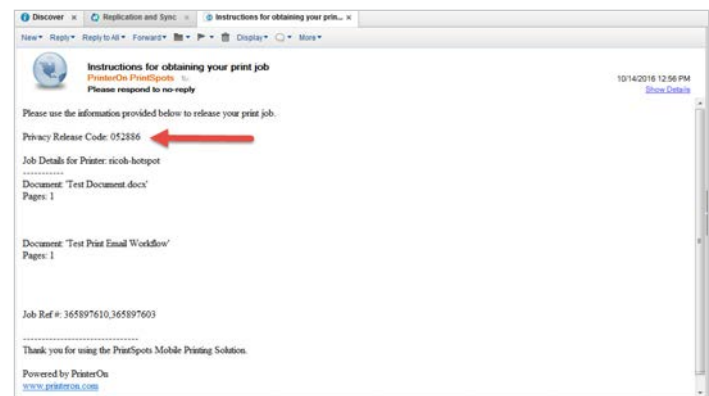 Discover
Replication and Sync
Instructions for obtaining your prin...
New Reply Reply to All Forward Display More
Instructions for obtaining your print job
PrinterOn PrintSpots
Please respond to no-reply
10/14/2016 12:56 PM
Show Details
Please use the information provided below to release your print job.
Privacy Release Code: 052886
Job Details for Printer: ricoh-hotspot
-----------
Document: 'Test Document.docx'
Pages: 1
Document: 'Test Print Email Workflow'
Pages: 1
Job Ref #: 365897610,365897603
------------------------------
Thank you for using the PrintSpots Mobile Printing Solution.
Powered by PrinterOn
www.printeron.com